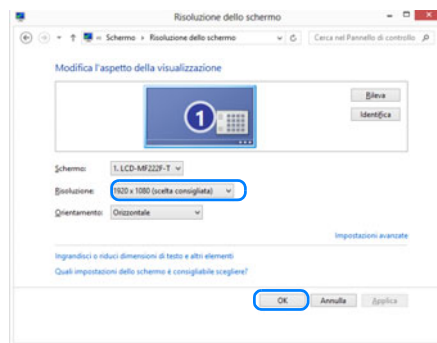 Risoluzione dello schermo
« Schermo › Risoluzione dello schermo
Cerca nel Pannello di controllo
Modifica l'aspetto della visualizzazione
1
Rileva
Identifica
Schermo: 1. LCD-MF222F-T
Risoluzione: 1920 x 1080 (scelta consigliata)
Orientamento: Orizzontale
Impostazioni avanzate
Ingrandisci o riduci dimensioni di testo e altri elementi
Quali impostazioni dello schermo è consigliabile scegliere?
OK Annulla Applica